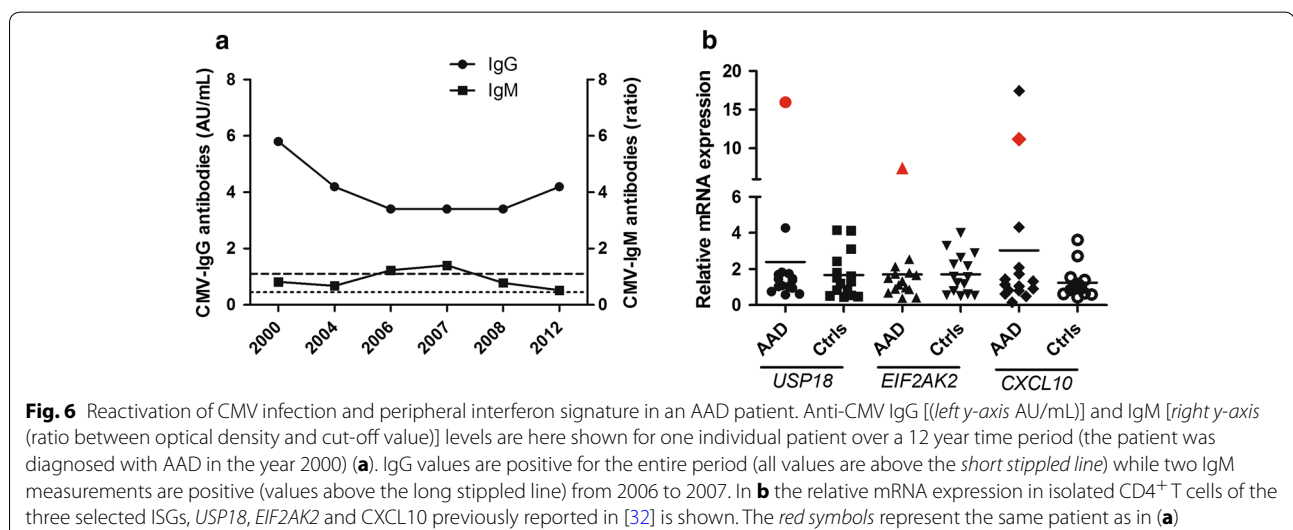 a
IgG
IgM
CMV-IgG antibodies (AU/mL)
8
6
4
2
0
CMV-IgM antibodies (ratio)
8
6
4
2
0
2000 2004 2006 2007 2008 2012
b
Relative mRNA expression
20
15
10
6
4
2
0
AAD Ctrls AAD Ctrls AAD Ctrls
USP18 EIF2AK2 CXCL10
Fig. 6 Reactivation of CMV infection and peripheral interferon signature in an AAD patient. Anti-CMV IgG [(left y-axis AU/mL)] and IgM [right y-axis
(ratio between optical density and cut-off value)] levels are here shown for one individual patient over a 12 year time period (the patient was
diagnosed with AAD in the year 2000) (a). IgG values are positive for the entire period (all values are above the short stippled line) while two IgM
measurements are positive (values above the long stippled line) from 2006 to 2007. In b the relative mRNA expression in isolated CD4+ T cells of the
three selected ISGs, USP18, EIF2AK2 and CXCL10 previously reported in [32] is shown. The red symbols represent the same patient as in (a)